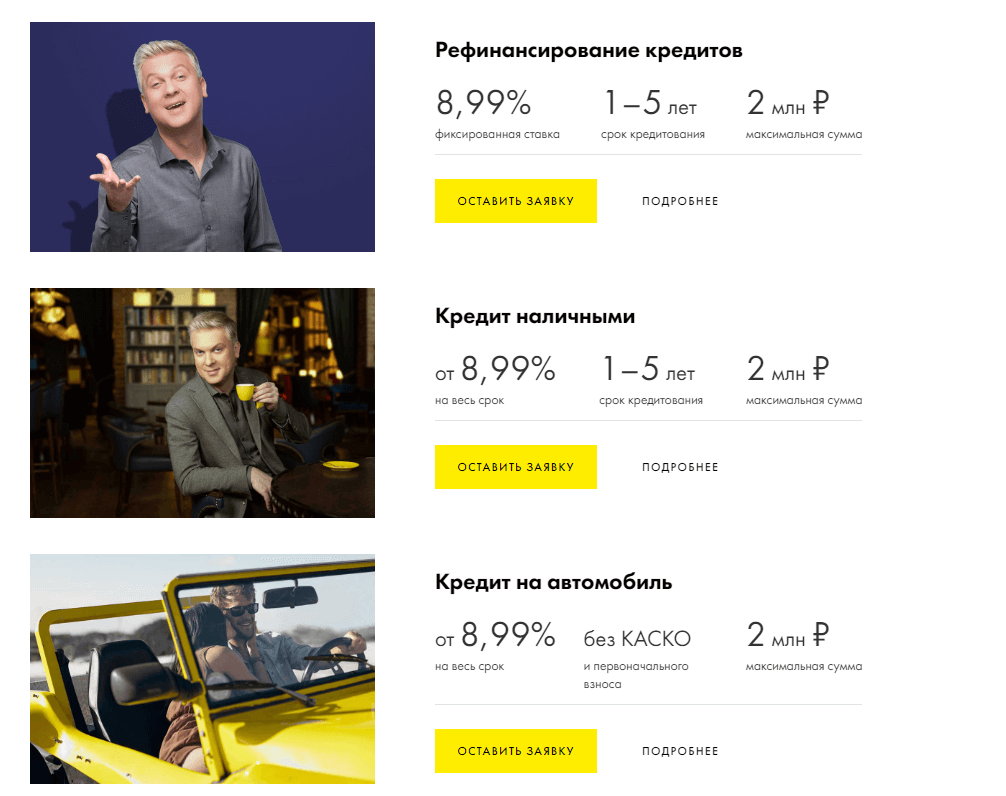 Рефинансирование кредитов
8,99% 1–5 лет 2 млн ₽
фиксированная ставка срок кредитования максимальная сумма
ОСТАВИТЬ ЗАЯВКУ ПОДРОБНЕЕ
Кредит наличными
от 8,99% 1–5 лет 2 млн ₽
на весь срок срок кредитования максимальная сумма
ОСТАВИТЬ ЗАЯВКУ ПОДРОБНЕЕ
Кредит на автомобиль
от 8,99% без КАСКО 2 млн ₽
на весь срок и первоначального максимальная сумма
взноса
ОСТАВИТЬ ЗАЯВКУ ПОДРОБНЕЕ